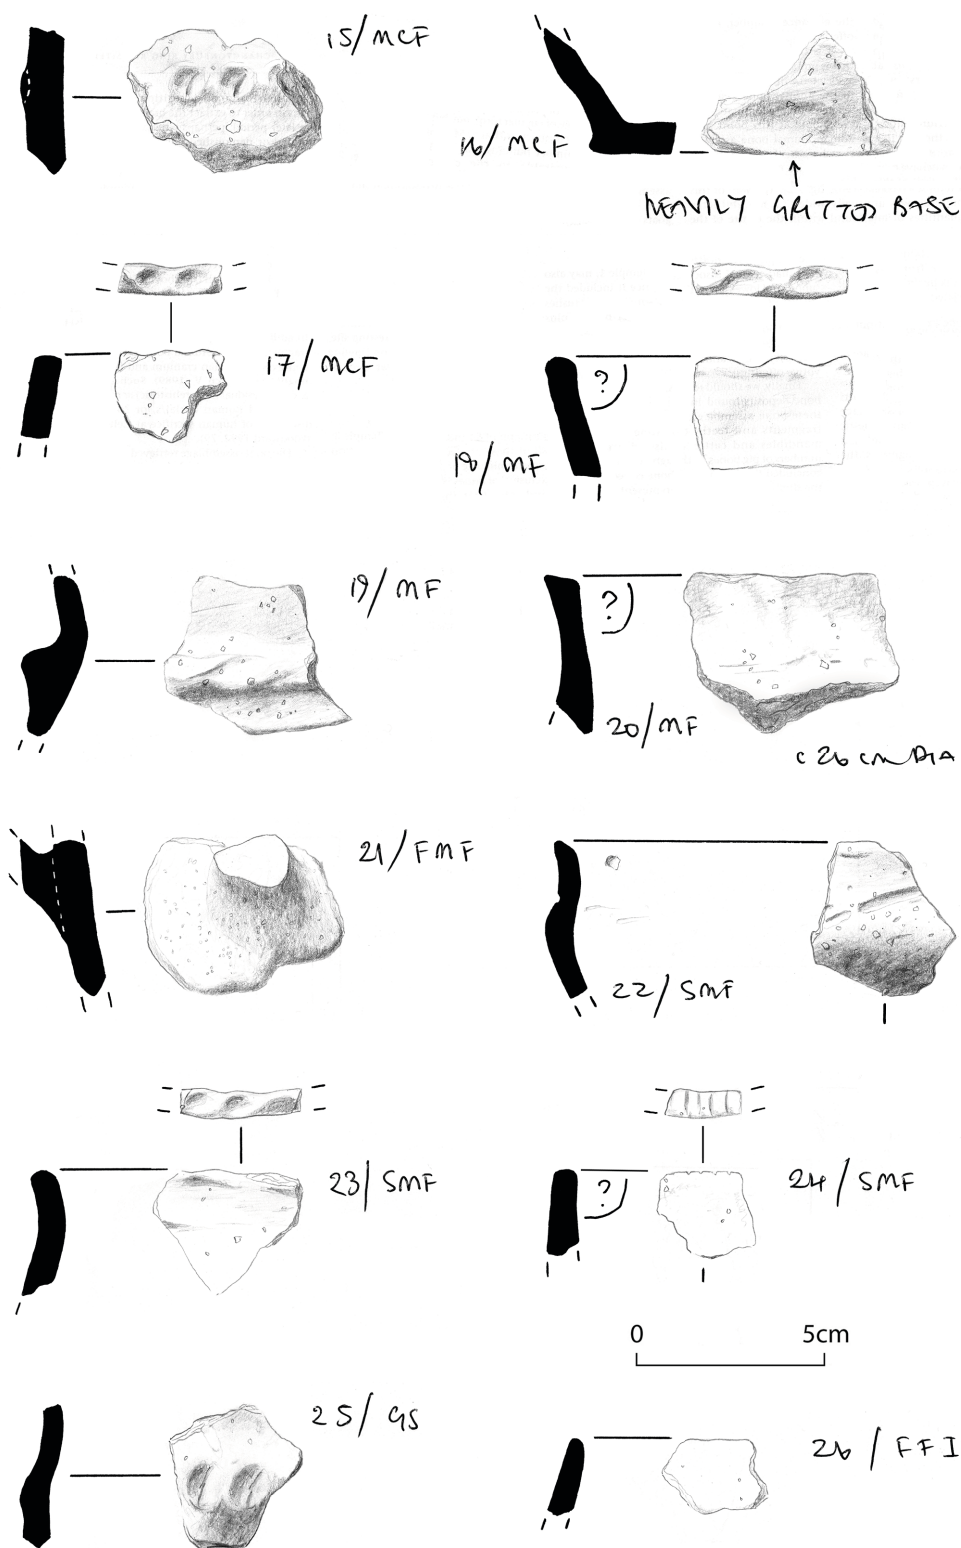 15/MCF
16/MCF
HEAVILY GRITTED BASE
17/MCF
?
18/MF
19/MF
?
20/MF
c 26 cm DIA
21/FMF
22/SMF
23/SMF
?
24/SMF
0 5cm
25/GS
26/FFI